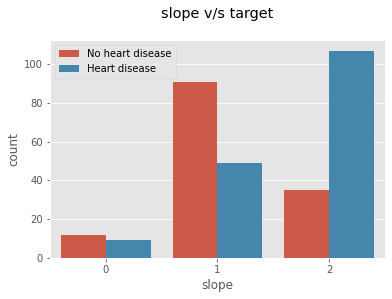 slope v/s target
No heart disease
Heart disease
count
100
80
60
40
20
0
0 1 2
slope